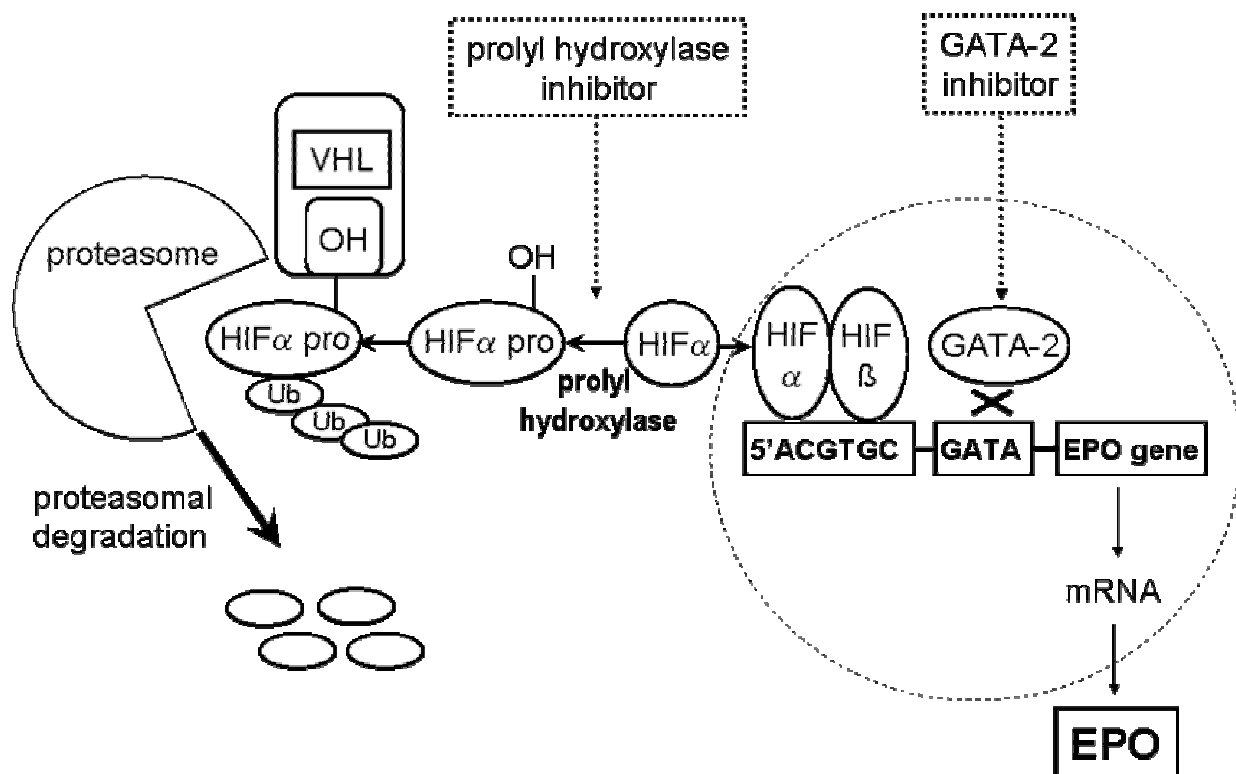 prolyl hydroxylase
inhibitor
GATA-2
inhibitor
VHL
OH
proteasome
OH
HIFα pro
HIFα pro
HIFα
HIF
α
HIF
ß
GATA-2
prolyl
hydroxylase
Ub
Ub
Ub
5'ACGTGC
GATA
EPO gene
proteasomal
degradation
mRNA
EPO